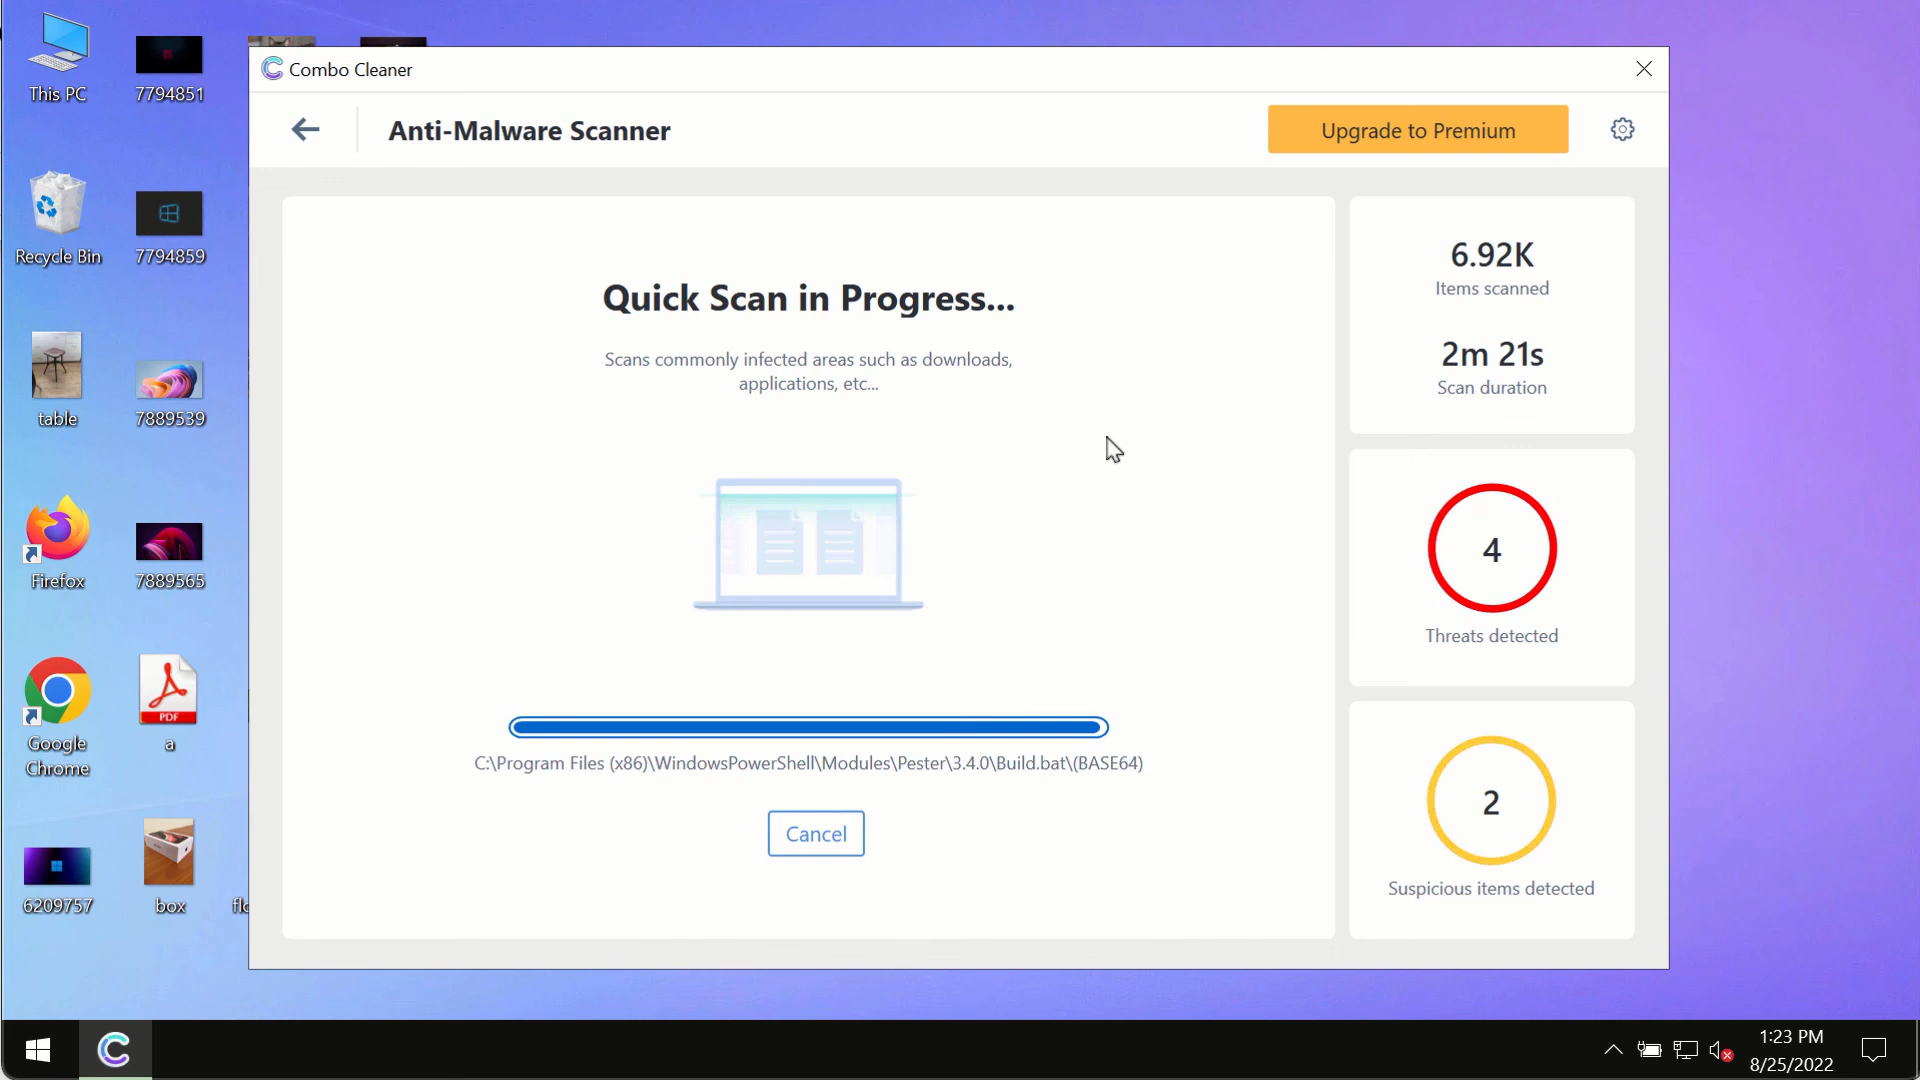 This PC
7794851
Recycle Bin
7794859
table
7889539
Firefox
7889565
Google
Chrome
PDF
a
6209757
box
Combo Cleaner
Anti-Malware Scanner
Upgrade to Premium
Quick Scan in Progress...
Scans commonly infected areas such as downloads,
applications, etc...
C:\Program Files (x86)\WindowsPowerShell\Modules\Pester\3.4.0\Build.bat\(BASE64)
Cancel
6.92K
Items scanned
2m 21s
Scan duration
4
Threats detected
2
Suspicious items detected
1:23 PM
8/25/2022